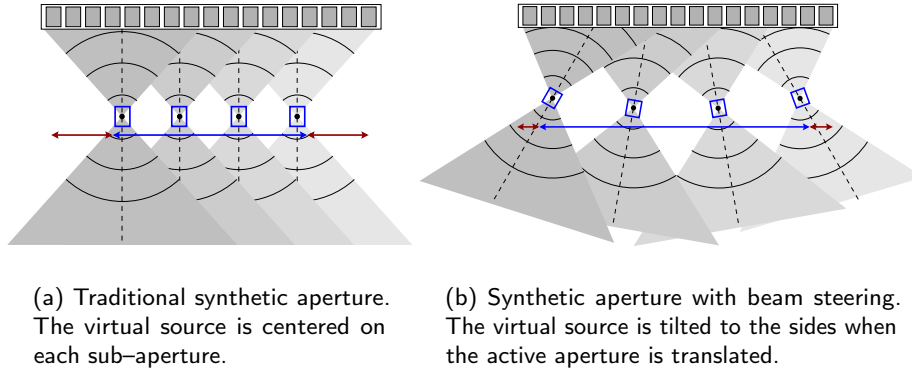 (a) Traditional synthetic aperture.
The virtual source is centered on
each sub–aperture.
(b) Synthetic aperture with beam steering.
The virtual source is tilted to the sides when
the active aperture is translated.